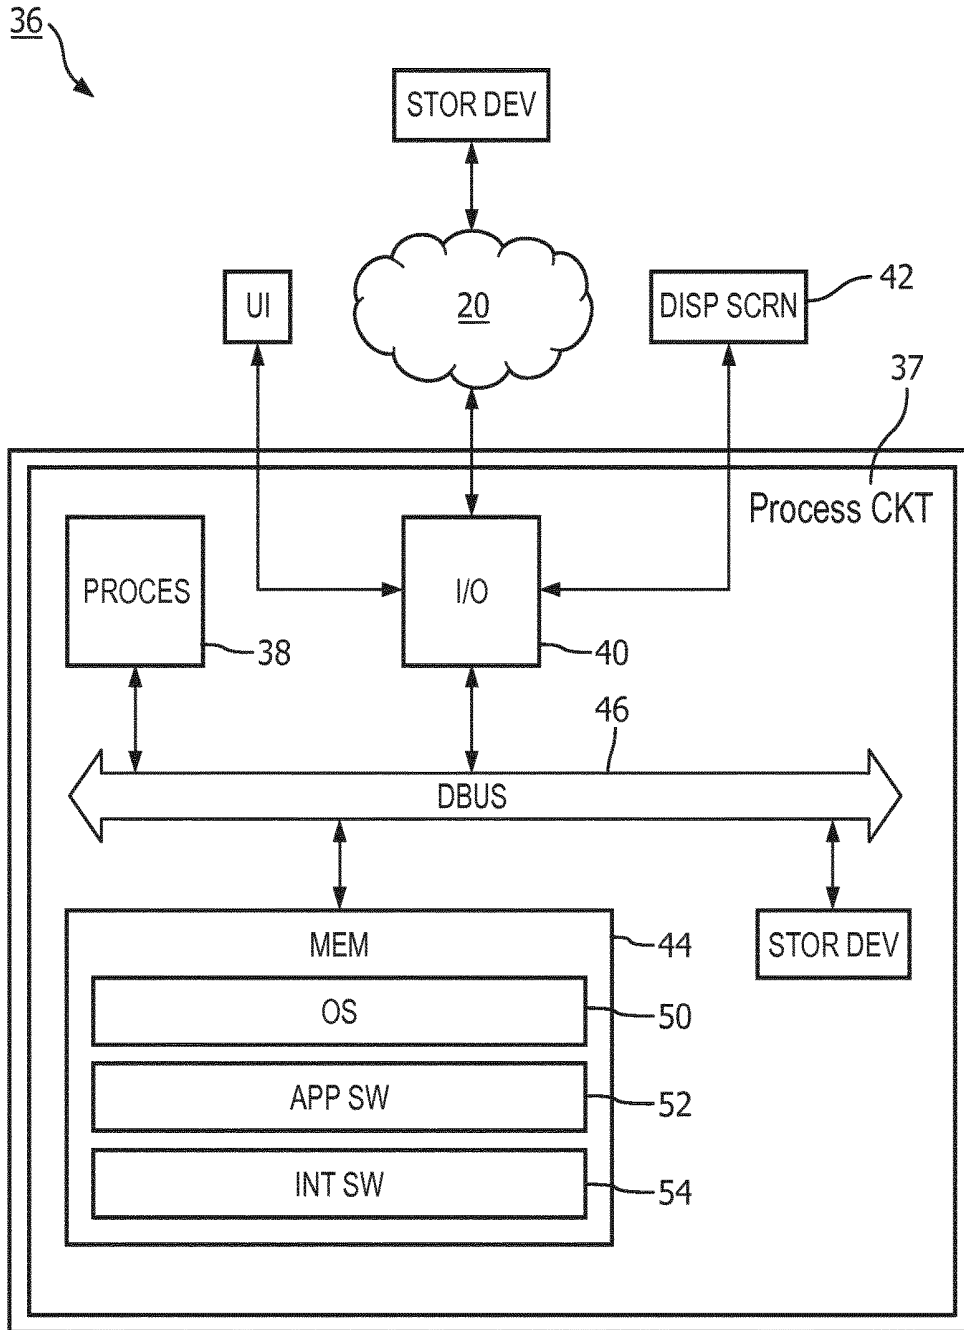 36
STOR DEV
UI
20
DISP SCRN
42
37
Process CKT
PROCES
I/O
38
40
46
DBUS
MEM
44
STOR DEV
OS
50
APP SW
52
INT SW
54